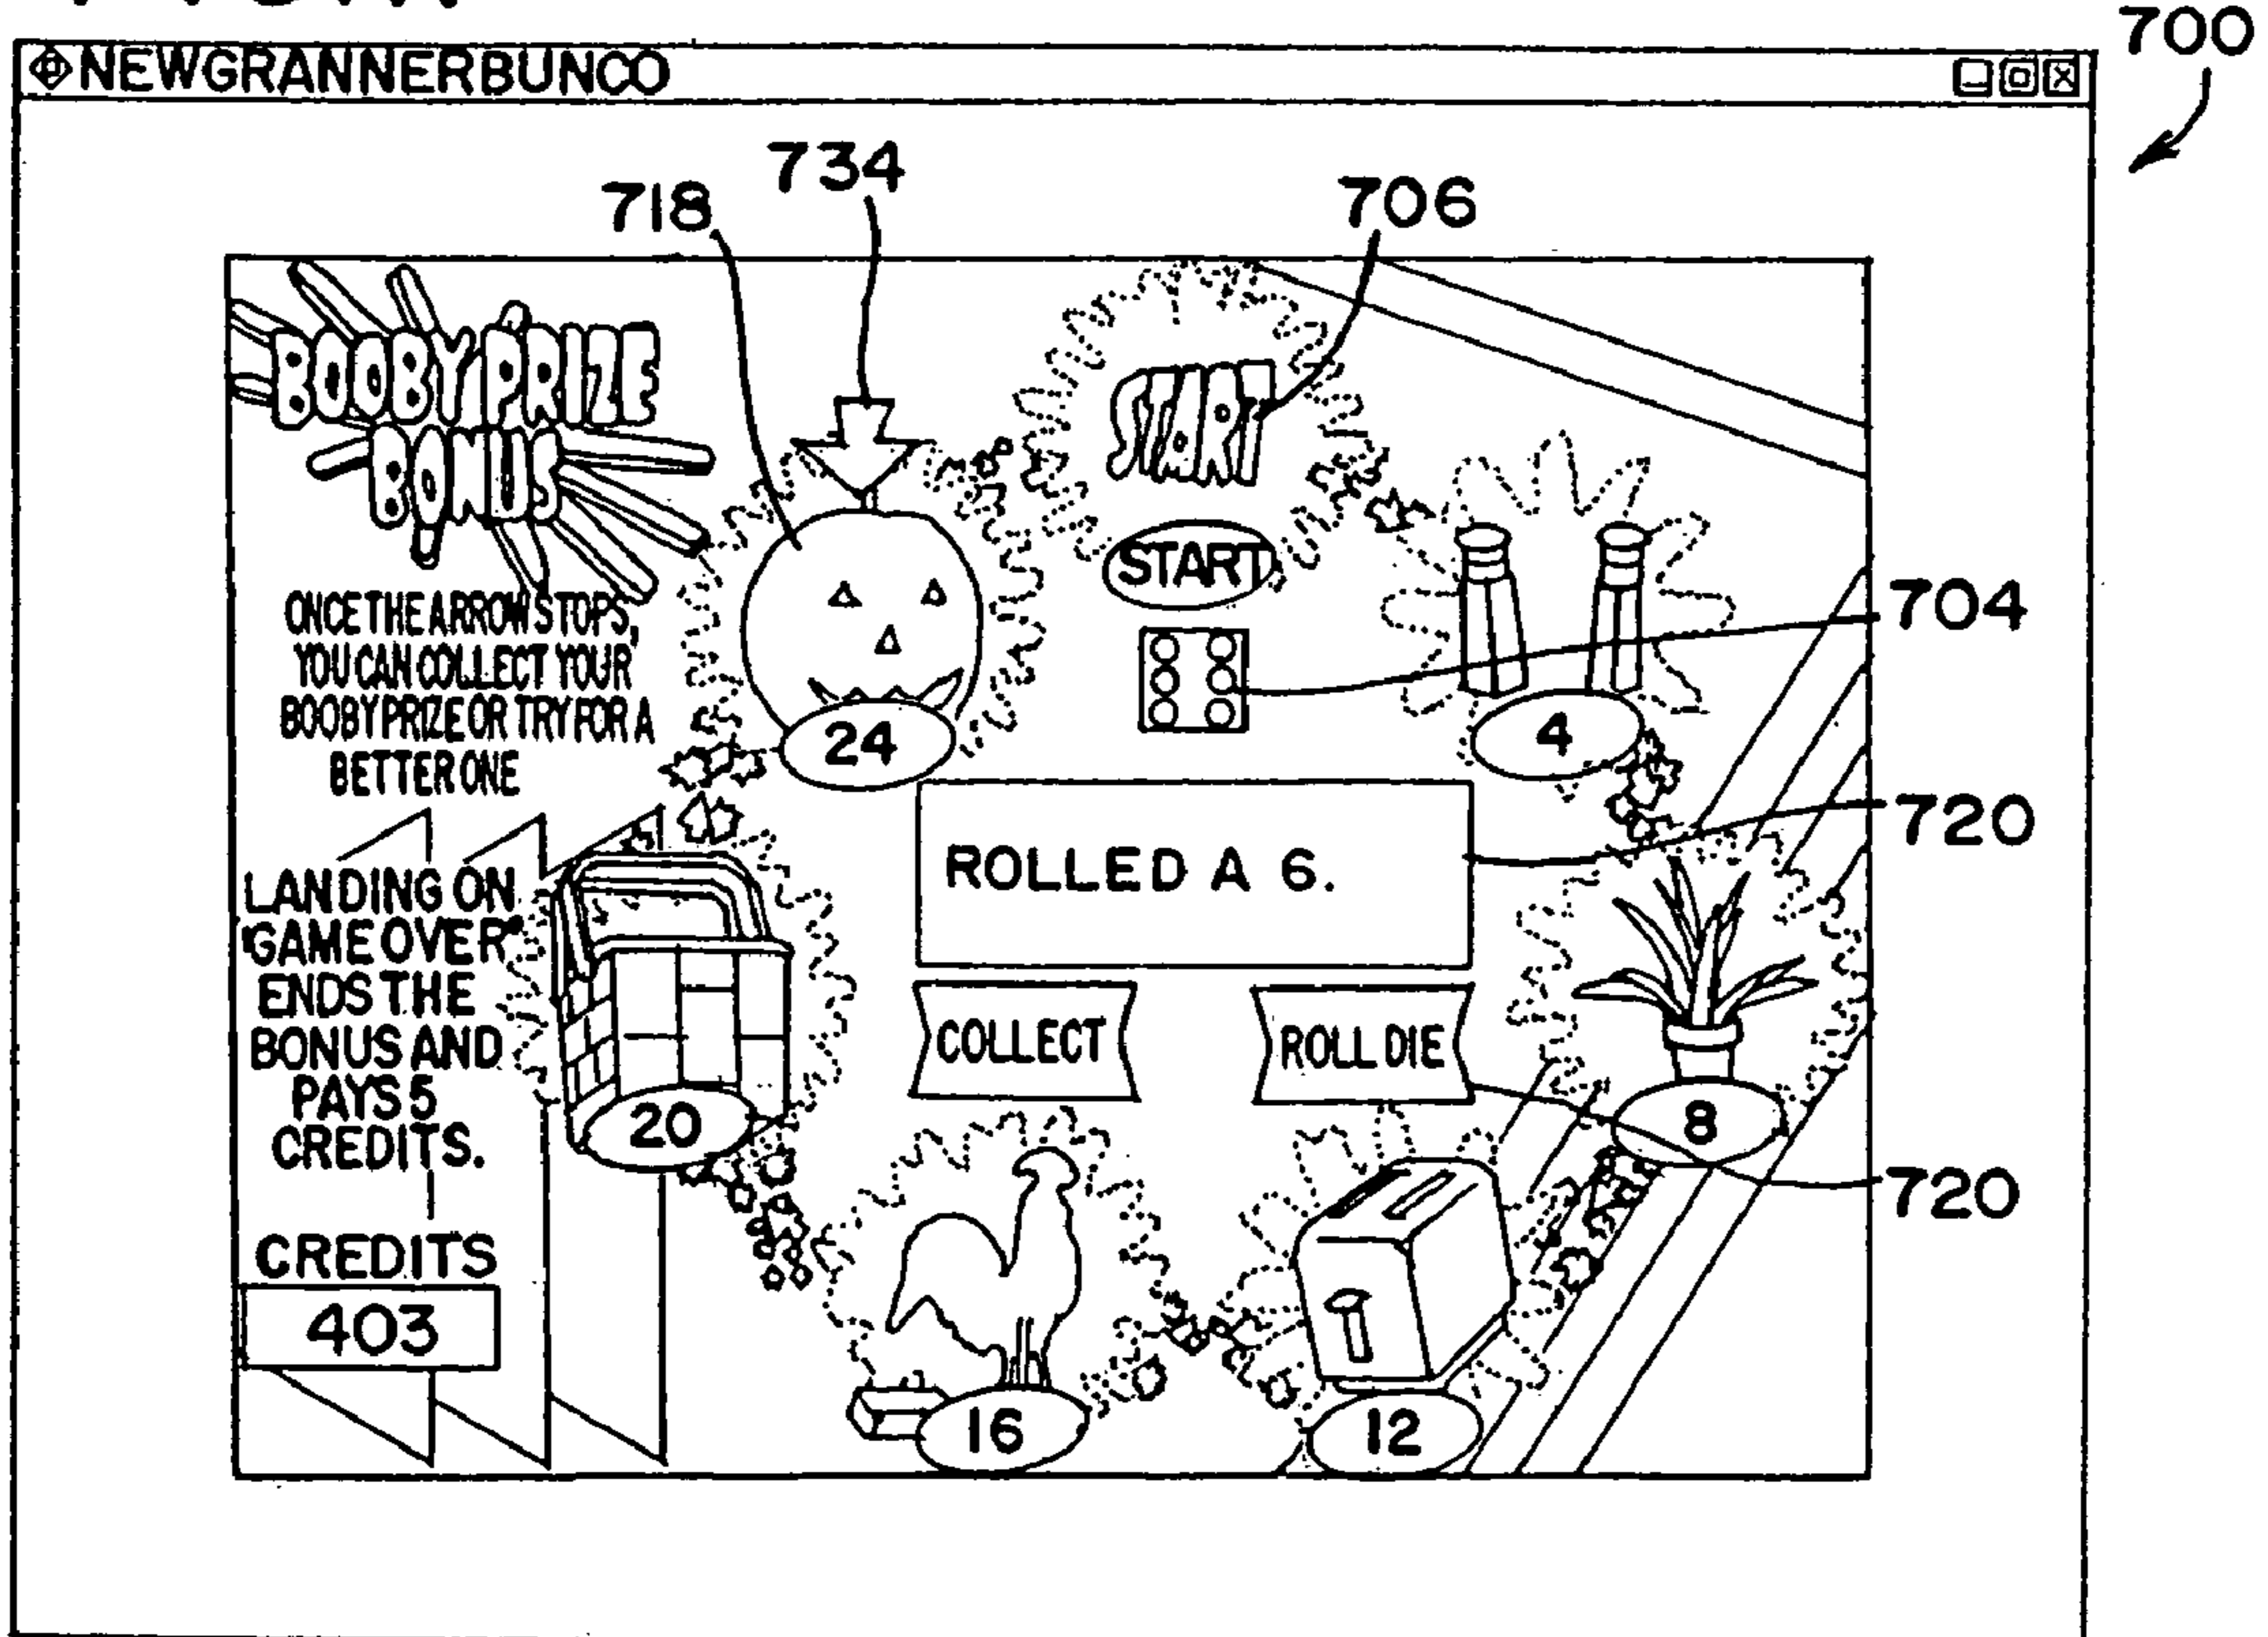 700
NEWGRANNERBUNCO
734
718
706
BOOBY PRIZE
BONUS
START
START
ONCE THE ARROW STOPS,
YOU CAN COLLECT YOUR
BOOBY PRIZE OR TRY FOR A
BETTER ONE
704
24
4
720
ROLLED A 6.
LANDING ON
"GAME OVER"
ENDS THE
BONUS AND
PAYS 5
CREDITS.
COLLECT
ROLL DIE
20
8
720
CREDITS
403
16
12